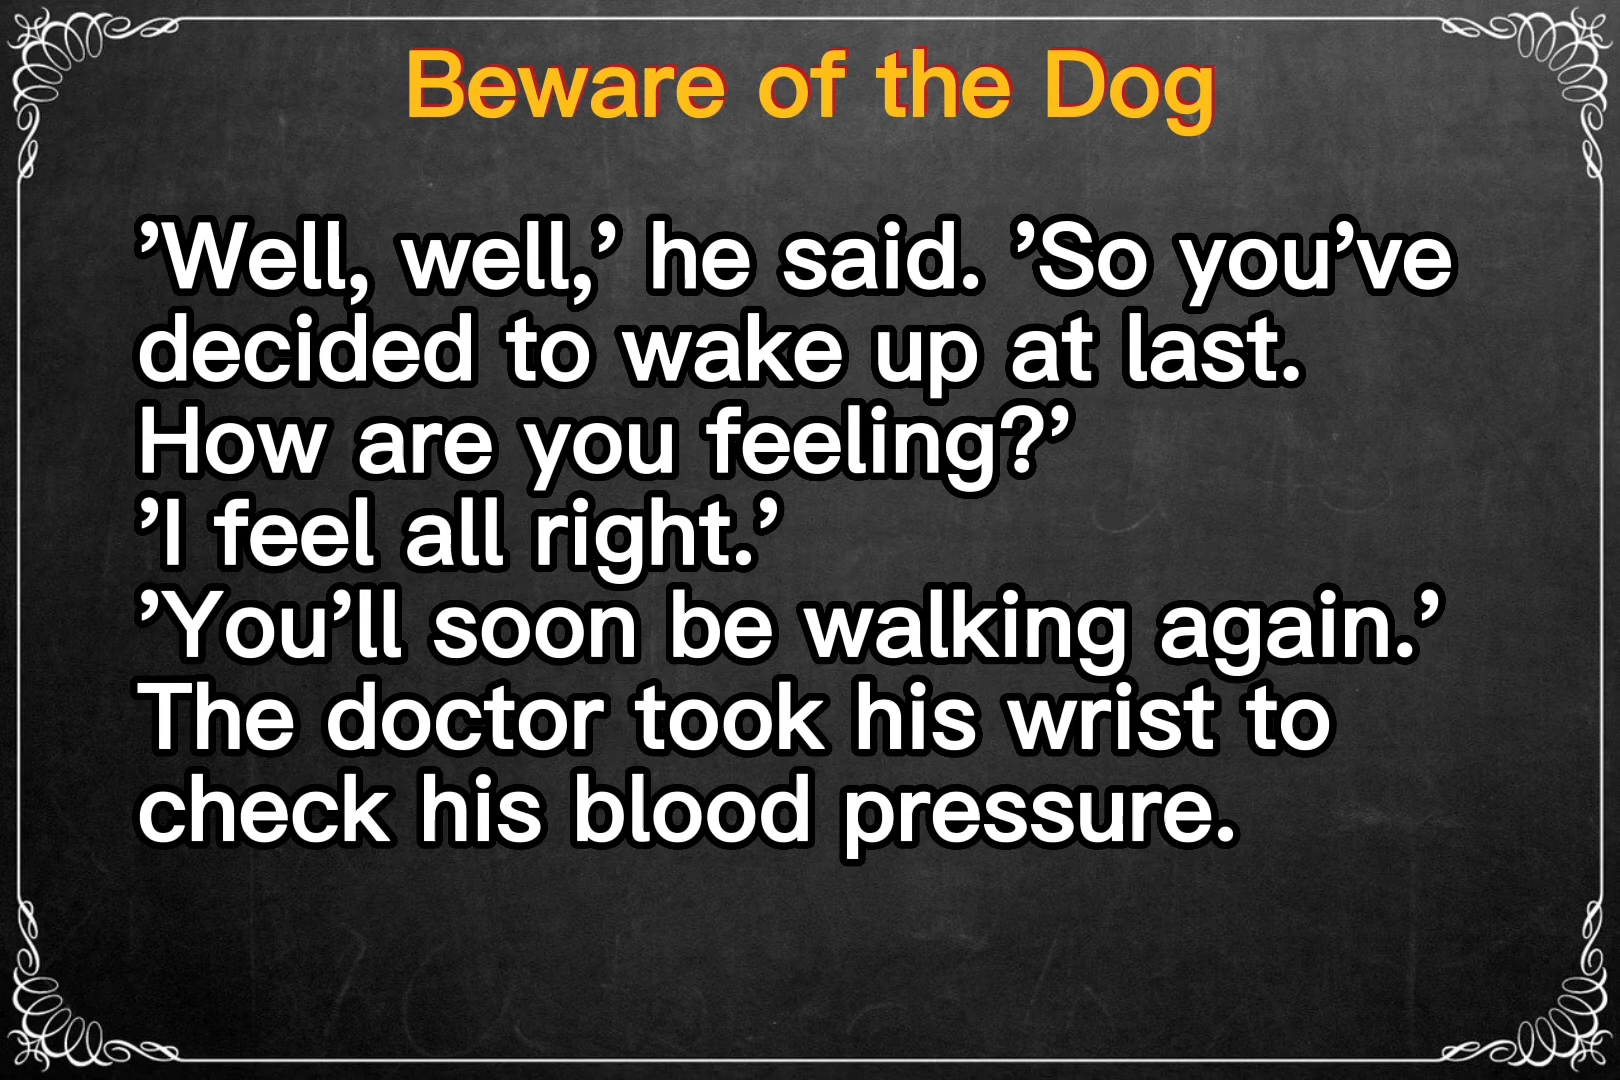 Beware of the Dog
’Well, well,’ he said. ’So you’ve
decided to wake up at last.
How are you feeling?’
’I feel all right.’
’You’ll soon be walking again.’
The doctor took his wrist to
check his blood pressure.